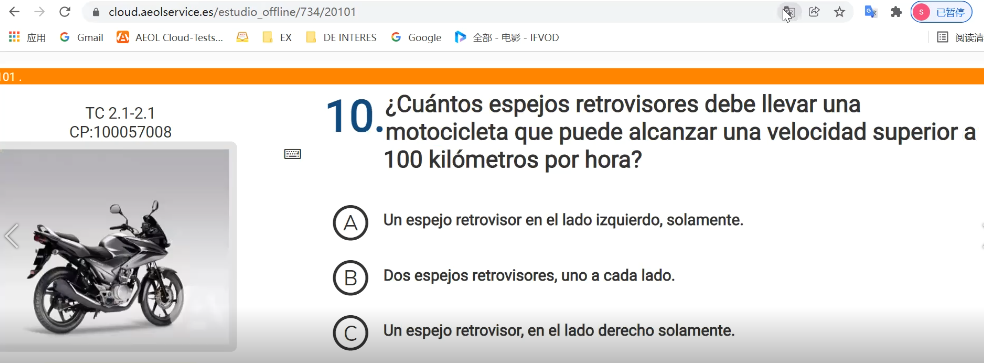 cloud.aeolservice.es/estudio_offline/734/20101
S 已暂停
应用 Gmail AEOL Cloud- Tests... EX DE INTERES Google 全部 - 电影 - IFVOD 阅读清
101 .
TC 2.1-2.1
CP:100057008
10. ¿Cuántos espejos retrovisores debe llevar una
motocicleta que puede alcanzar una velocidad superior a
100 kilómetros por hora?
A Un espejo retrovisor en el lado izquierdo, solamente.
B Dos espejos retrovisores, uno a cada lado.
C Un espejo retrovisor, en el lado derecho solamente.